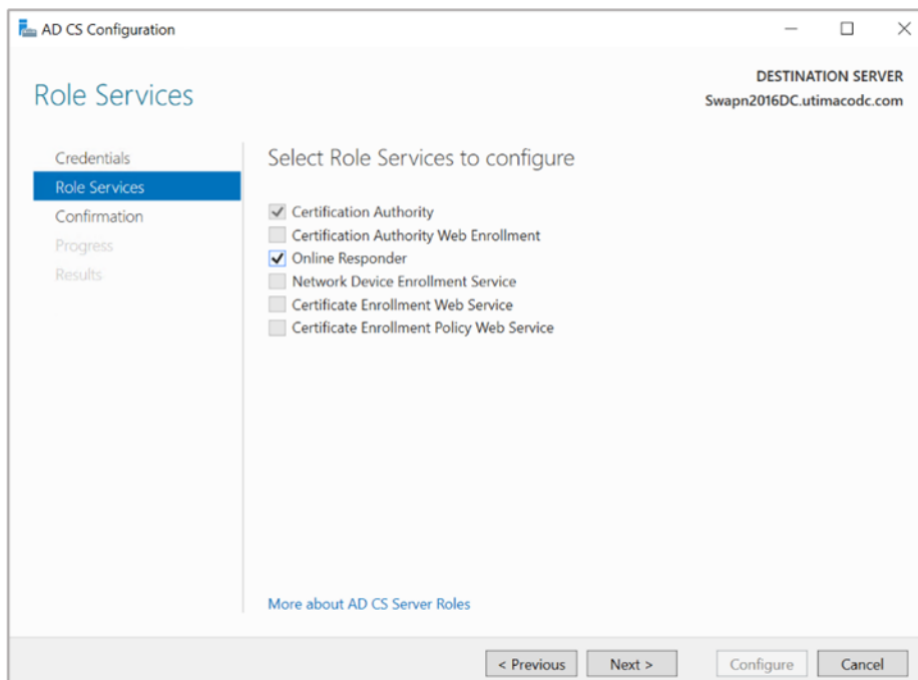 AD CS Configuration
DESTINATION SERVER
Swapn2016DC.utimacodc.com
Role Services
Credentials
Role Services
Confirmation
Progress
Results
Select Role Services to configure
Certification Authority
Certification Authority Web Enrollment
Online Responder
Network Device Enrollment Service
Certificate Enrollment Web Service
Certificate Enrollment Policy Web Service
More about AD CS Server Roles
< Previous
Next >
Configure
Cancel